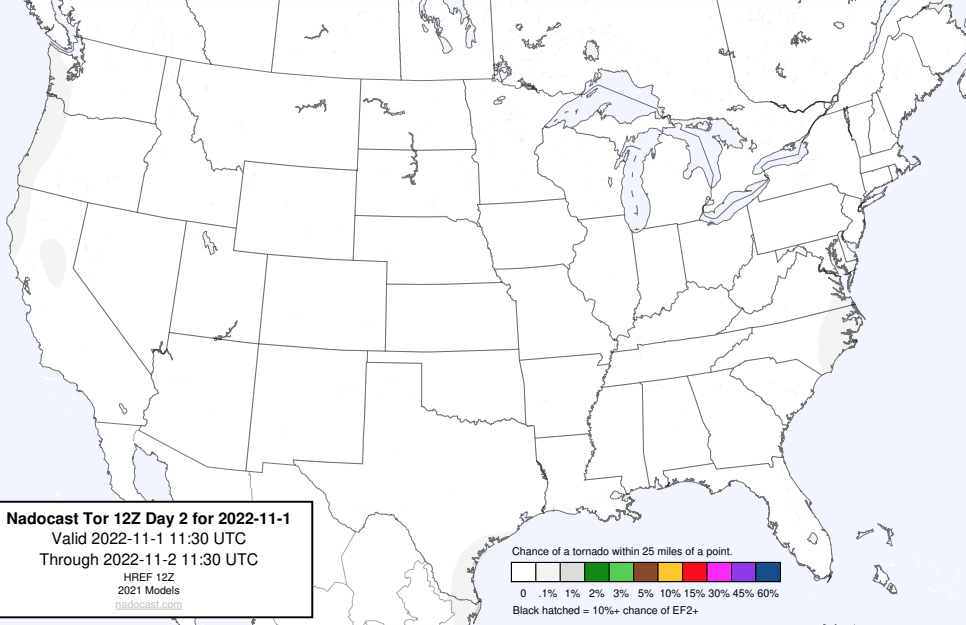 Nadocast Tor 12Z Day 2 for 2022-11-1
Valid 2022-11-1 11:30 UTC
Through 2022-11-2 11:30 UTC
HREF 12Z
2021 Models
nadocast.com
Chance of a tornado within 25 miles of a point.
0 .1% 1% 2% 3% 5% 10% 15% 30% 45% 60%
Black hatched = 10%+ chance of EF2+